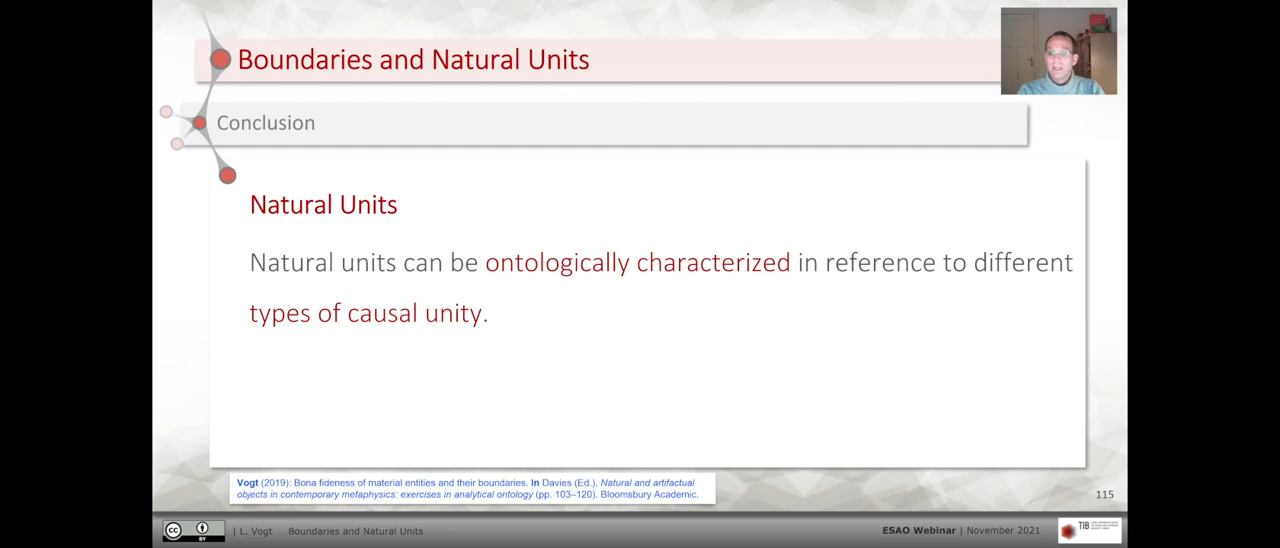 Boundaries and Natural Units
Conclusion
Natural Units
Natural units can be ontologically characterized in reference to different
types of causal unity.
Vogt (2019): Bona fideness of material entities and their boundaries. In Davies (Ed.), Natural and artifactual
objects in contemporary metaphysics: exercises in analytical ontology (pp. 103–120). Bloomsbury Academic.
115
cc BY | L. Vogt Boundaries and Natural Units ESAO Webinar | November 2021 TIB